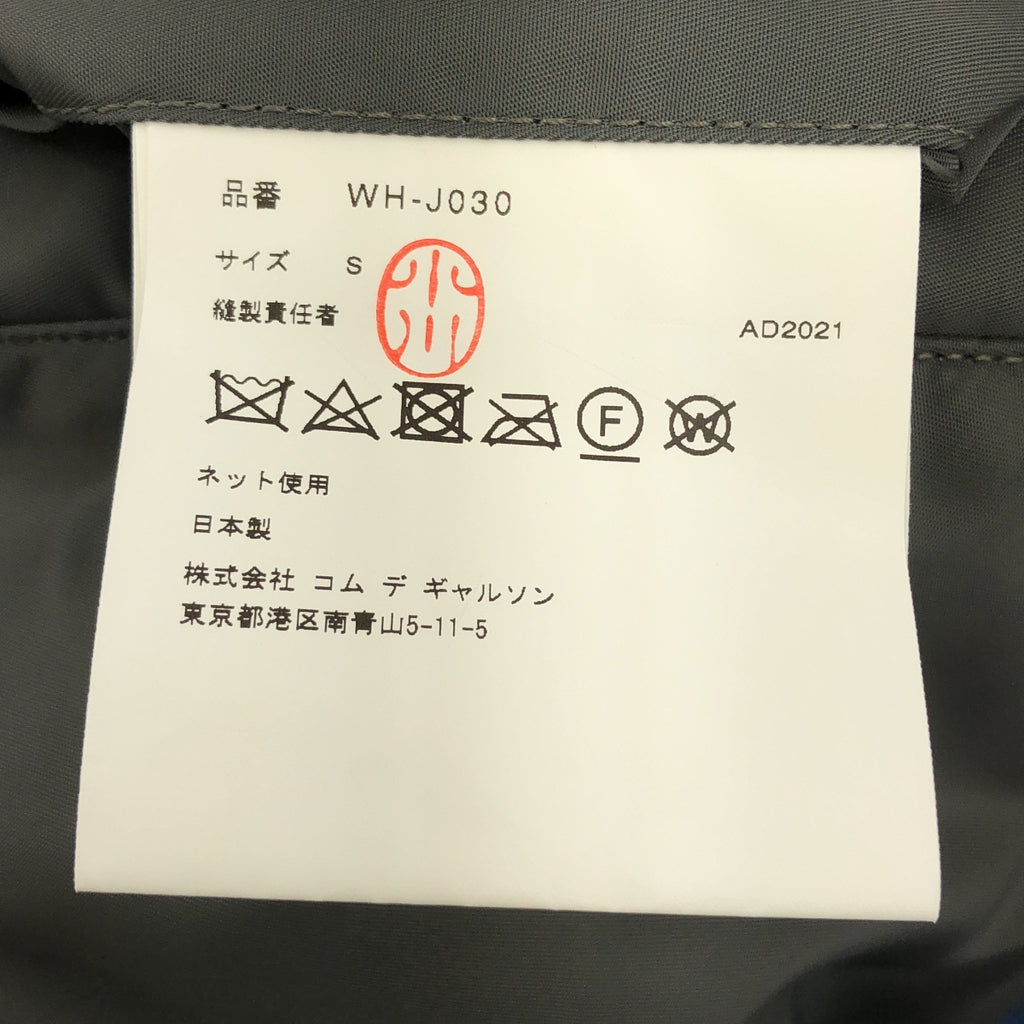 品番 WH-J030
サイズ S
縫製責任者 小川
AD2021
F W
ネット使用
日本製
株式会社 コム デ ギャルソン
東京都港区南青山5-11-5